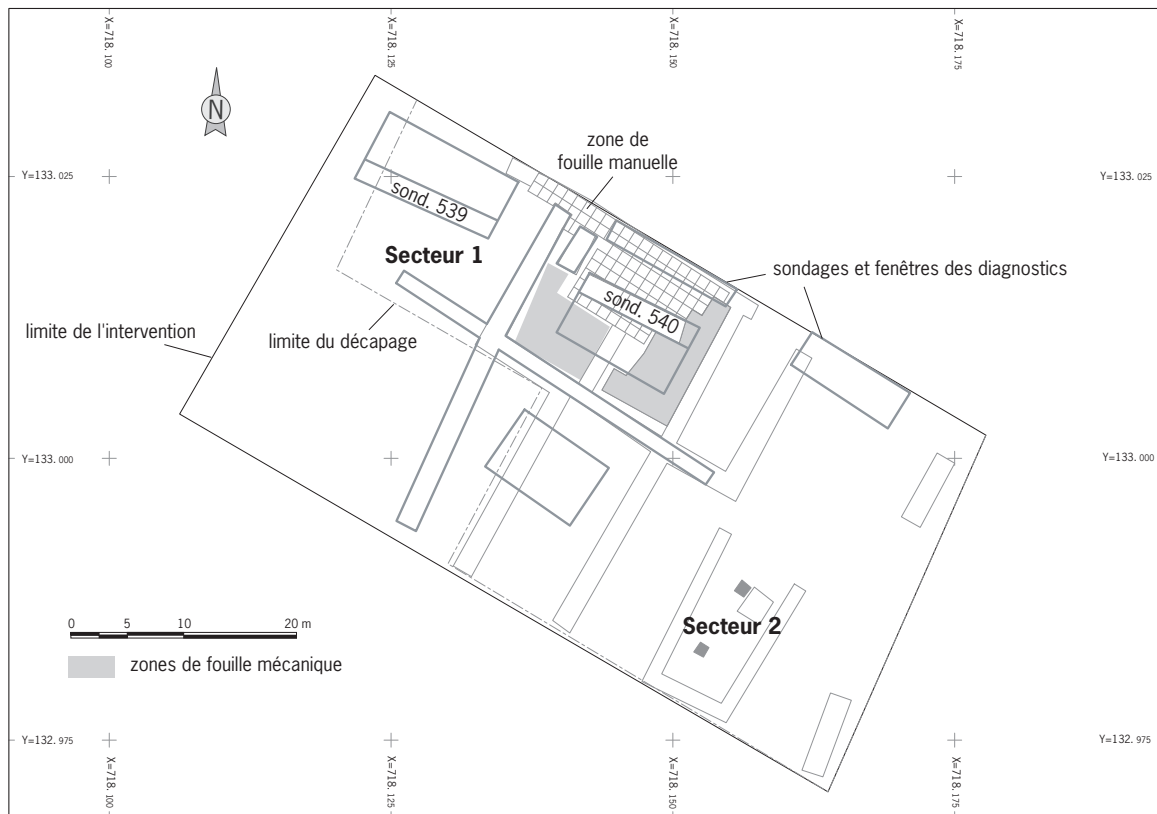 X=718. 100
X=718. 125
X=718. 150
X=718. 175
N
zone de
fouille manuelle
Y=133. 025
Y=133. 025
sond. 539
Secteur 1
sondages et fenêtres des diagnostics
sond. 540
limite de l'intervention
limite du décapage
Y=133. 000
Y=133. 000
0 5 10 20 m
Secteur 2
zones de fouille mécanique
Y=132. 975
Y=132. 975
X=718. 100
X=718. 125
X=718. 150
X=718. 175